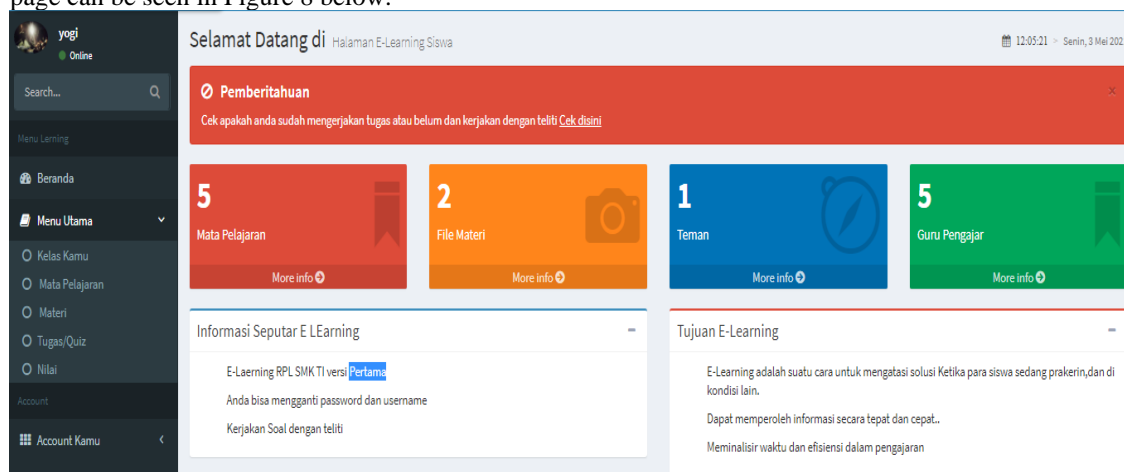 page can be seen in Figure 8 below.
yogi
Online
Search...
Menu Lerning
Beranda
Menu Utama
Kelas Kamu
Mata Pelajaran
Materi
Tugas/Quiz
Nilai
Account
Account Kamu
Selamat Datang di Halaman E-Learning Siswa
12:05:21 > Senin, 3 Mei 202
Pemberitahuan
x
Cek apakah anda sudah mengerjakan tugas atau belum dan kerjakan dengan teliti Cek disini
5
Mata Pelajaran
More info
2
File Materi
More info
1
Teman
More info
5
Guru Pengajar
More info
Informasi Seputar E LEarning
E-Laerning RPL SMK TI versi Pertama
Anda bisa mengganti password dan username
Kerjakan Soal dengan teliti
Tujuan E-Learning
E-Learning adalah suatu cara untuk mengatasi solusi Ketika para siswa sedang prakerin,dan di
kondisi lain.
Dapat memperoleh informasi secara tepat dan cepat..
Meminalisir waktu dan efisiensi dalam pengajaran